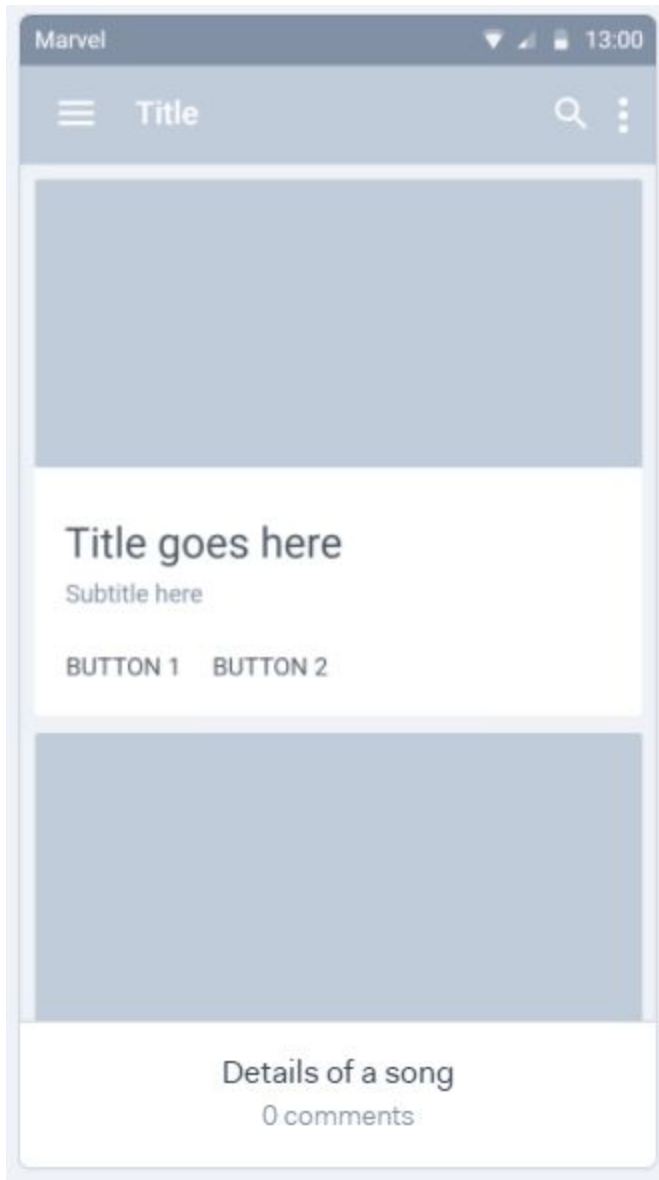 Marvel 13:00
Title
Title goes here
Subtitle here
BUTTON 1 BUTTON 2
Details of a song
0 comments